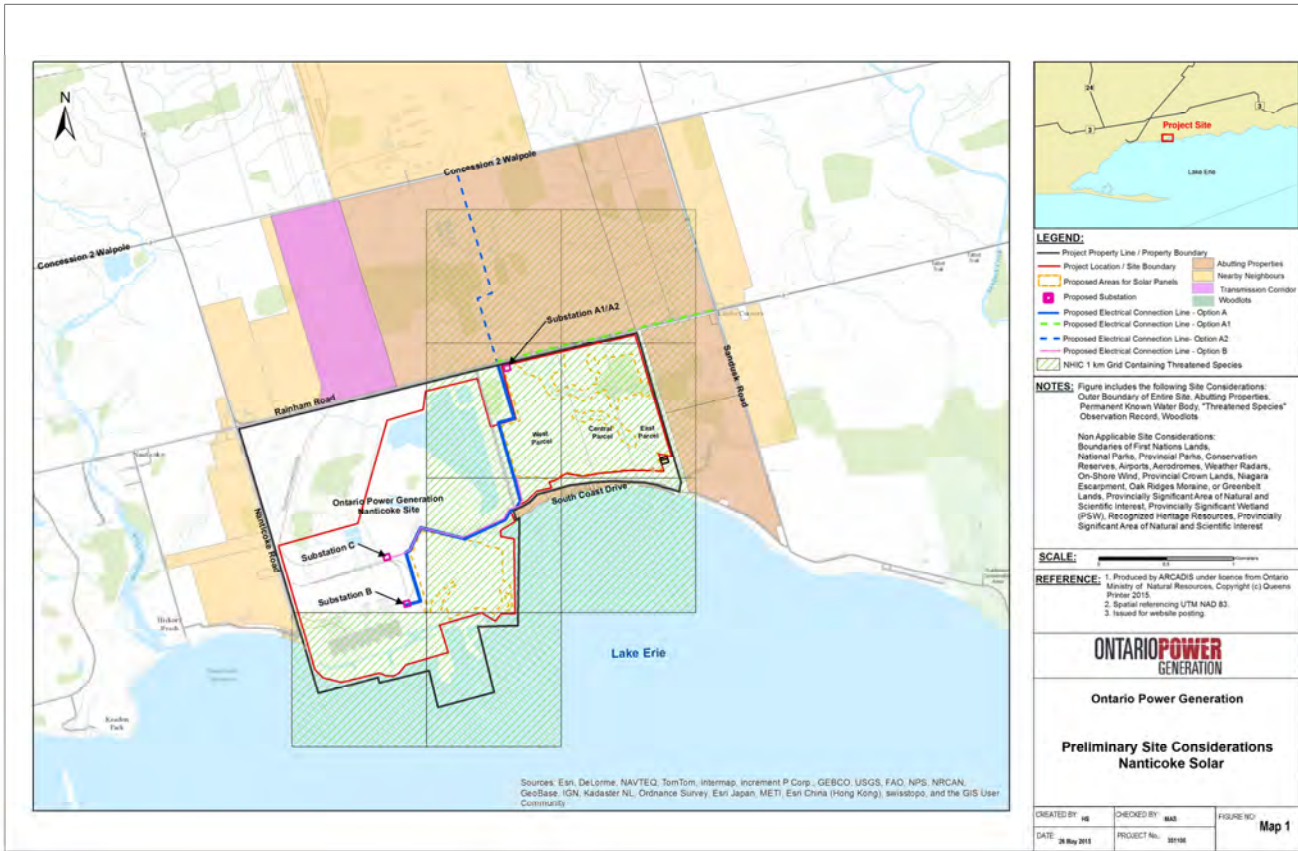 N
Concession 2 Walpole
Concession 2 Walpole
Substation A1/A2
Rainham Road
Sandusk Road
West
Parcel
Central
Parcel
East
Parcel
South Coast Drive
Ontario Power Generation
Nanticoke Site
Nanticoke Road
Substation C
Substation B
Lake Erie
Sources: Esri, DeLorme, NAVTEQ, TomTom, Intermap, increment P Corp., GEBCO, USGS, FAO, NPS, NRCAN,
GeoBase, IGN, Kadaster NL, Ordnance Survey, Esri Japan, METI, Esri China (Hong Kong), swisstopo, and the GIS User
Community
24
3
3
Project Site
Lake Erie
LEGEND:
Project Property Line / Property Boundary
Project Location / Site Boundary
Proposed Areas for Solar Panels
Proposed Substation
Proposed Electrical Connection Line - Option A
Proposed Electrical Connection Line - Option A1
Proposed Electrical Connection Line- Option A2
Proposed Electrical Connection Line - Option B
NHIC 1 km Grid Containing Threatened Species
Abutting Properties
Nearby Neighbours
Transmission Corridor
Woodlots
NOTES: Figure includes the following Site Considerations:
Outer Boundary of Entire Site, Abutting Properties,
Permanent Known Water Body, "Threatened Species"
Observation Record, Woodlots
Non Applicable Site Considerations:
Boundaries of First Nations Lands,
National Parks, Provincial Parks, Conservation
Reserves, Airports, Aerodromes, Weather Radars,
On-Shore Wind, Provincial Crown Lands, Niagara
Escarpment, Oak Ridges Moraine, or Greenbelt
Lands, Provincially Significant Area of Natural and
Scientific Interest, Provincially Significant Wetland
(PSW), Recognized Heritage Resources, Provincially
Significant Area of Natural and Scientific Interest
SCALE:
0 0.5 1
REFERENCE: 1. Produced by ARCADIS under licence from Ontario
Ministry of Natural Resources, Copyright (c) Queens
Printer 2015.
2. Spatial referencing UTM NAD 83.
3. Issued for website posting.
ONTARIOPOWER
GENERATION
Ontario Power Generation
Preliminary Site Considerations
Nanticoke Solar
CREATED BY: HS
CHECKED BY: MAS
FIGURE NO: Map 1
DATE: 26 May 2015
PROJECT No.: